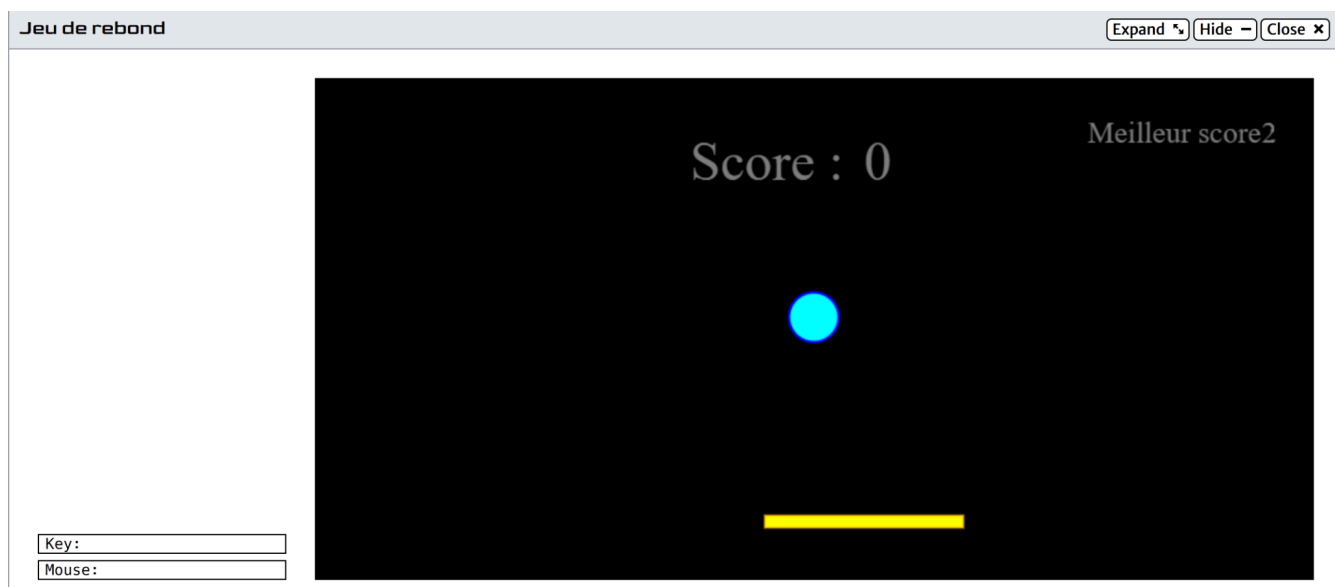 Jeu de rebond
Expand Hide Close
Meilleur score2
Score : 0
Key:
Mouse: